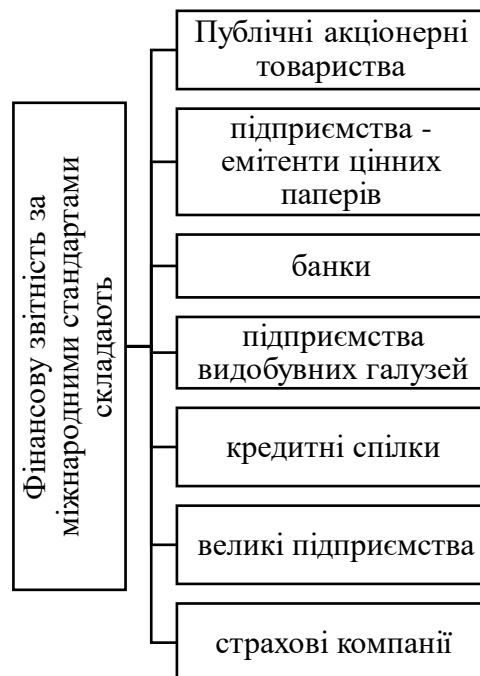 Фінансову звітність за
міжнародними стандартами
складають
Публічні акціонерні
товариства
підприємства -
емітенти цінних
паперів
банки
підприємства
видобувних галузей
кредитні спілки
великі підприємства
страхові компанії